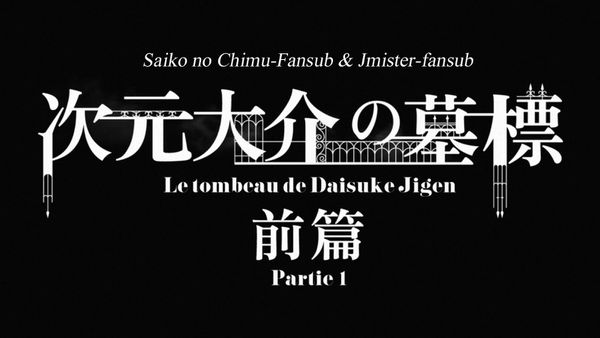 Saiko no Chimu-Fansub & Jmister-fansub
次元大介の墓標
Le tombeau de Daisuke Jigen
前篇
Partie 1